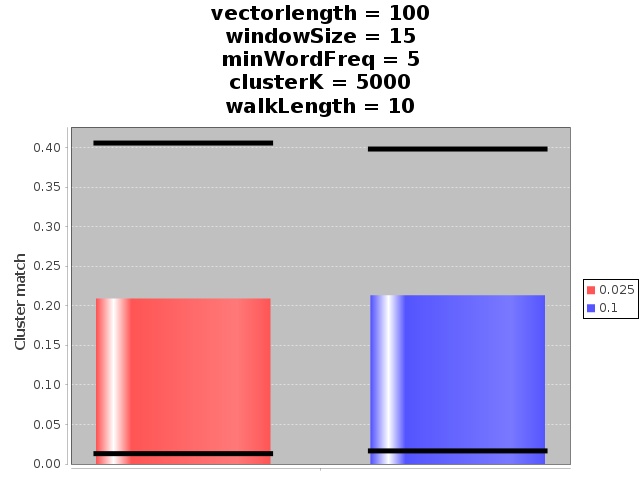 vectorlength = 100
windowSize = 15
minWordFreq = 5
clusterK = 5000
walkLength = 10
0.40
0.35
0.30
0.25
0.20
0.15
0.10
0.05
0.00
Cluster match
0.025
0.1